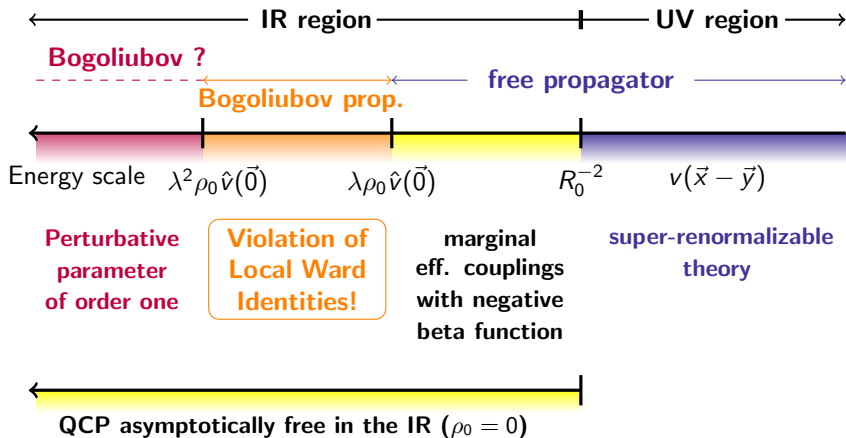 IR region
UV region
Bogoliubov ?
Bogoliubov prop.
free propagator
Energy scale
λ²ρ₀v̂(0⃗)
λρ₀v̂(0⃗)
R₀⁻²
v(x⃗ − y⃗)
Perturbative
parameter
of order one
Violation of
Local Ward
Identities!
marginal
eff. couplings
with negative
beta function
super-renormalizable
theory
QCP asymptotically free in the IR (ρ₀ = 0)